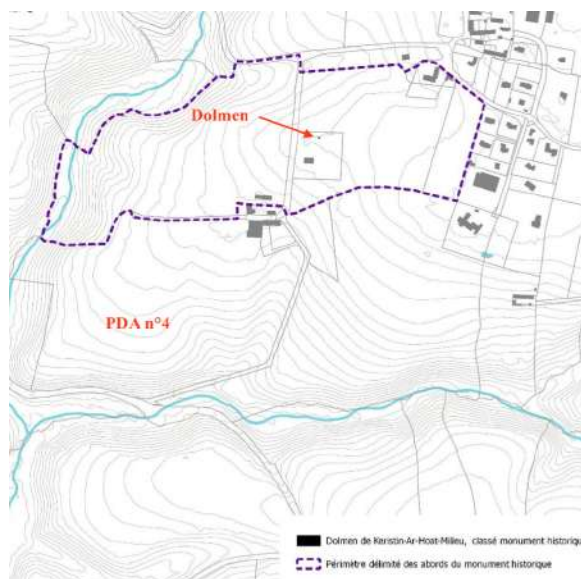 Dolmen
PDA n°4
Dolmen de Keristin-Ar-Hoat-Milieu, classé monument historique
Périmètre délimité des abords du monument historique